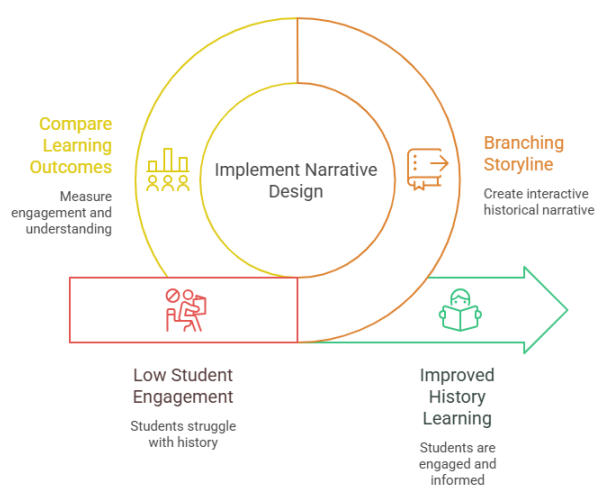 Compare
Learning
Outcomes
Measure
engagement and
understanding
Implement Narrative
Design
Branching
Storyline
Create interactive
historical narrative
Low Student
Engagement
Students struggle
with history
Improved
History
Learning
Students are
engaged and
informed